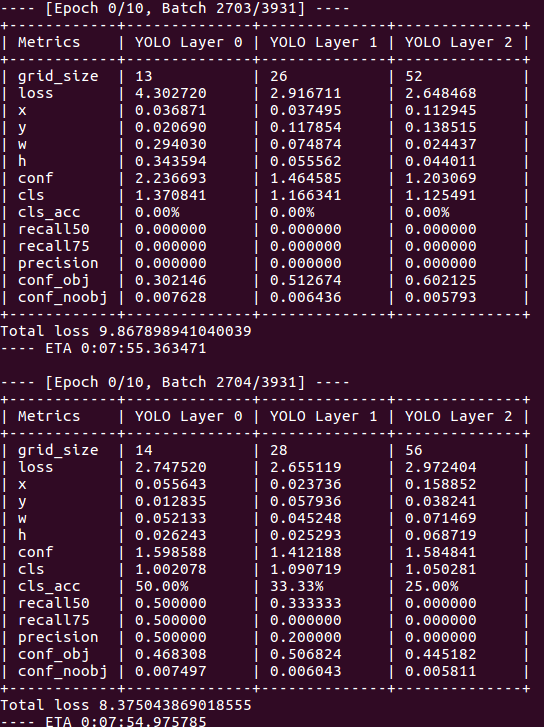 ---- [Epoch 0/10, Batch 2703/3931] ----
+------------+--------------+--------------+--------------+
| Metrics    | YOLO Layer 0 | YOLO Layer 1 | YOLO Layer 2 |
+------------+--------------+--------------+--------------+
| grid_size  | 13           | 26           | 52           |
| loss       | 4.302720     | 2.916711     | 2.648468     |
| x          | 0.036871     | 0.037495     | 0.112945     |
| y          | 0.020690     | 0.117854     | 0.138515     |
| w          | 0.294030     | 0.074874     | 0.024437     |
| h          | 0.343594     | 0.055562     | 0.044011     |
| conf       | 2.236693     | 1.464585     | 1.203069     |
| cls        | 1.370841     | 1.166341     | 1.125491     |
| cls_acc    | 0.00%        | 0.00%        | 0.00%        |
| recall50   | 0.000000     | 0.000000     | 0.000000     |
| recall75   | 0.000000     | 0.000000     | 0.000000     |
| precision  | 0.000000     | 0.000000     | 0.000000     |
| conf_obj   | 0.302146     | 0.512674     | 0.602125     |
| conf_noobj | 0.007628     | 0.006436     | 0.005793     |
+------------+--------------+--------------+--------------+
Total loss 9.867898941040039
---- ETA 0:07:55.363471
---- [Epoch 0/10, Batch 2704/3931] ----
+------------+--------------+--------------+--------------+
| Metrics    | YOLO Layer 0 | YOLO Layer 1 | YOLO Layer 2 |
+------------+--------------+--------------+--------------+
| grid_size  | 14           | 28           | 56           |
| loss       | 2.747520     | 2.655119     | 2.972404     |
| x          | 0.055643     | 0.023736     | 0.158852     |
| y          | 0.012835     | 0.057936     | 0.038241     |
| w          | 0.052133     | 0.045248     | 0.071469     |
| h          | 0.026243     | 0.025293     | 0.068719     |
| conf       | 1.598588     | 1.412188     | 1.584841     |
| cls        | 1.002078     | 1.090719     | 1.050281     |
| cls_acc    | 50.00%       | 33.33%       | 25.00%       |
| recall50   | 0.500000     | 0.333333     | 0.000000     |
| recall75   | 0.500000     | 0.000000     | 0.000000     |
| precision  | 0.500000     | 0.200000     | 0.000000     |
| conf_obj   | 0.468308     | 0.506824     | 0.445182     |
| conf_noobj | 0.007497     | 0.006043     | 0.005811     |
+------------+--------------+--------------+--------------+
Total loss 8.375043869018555
---- ETA 0:07:54.975785